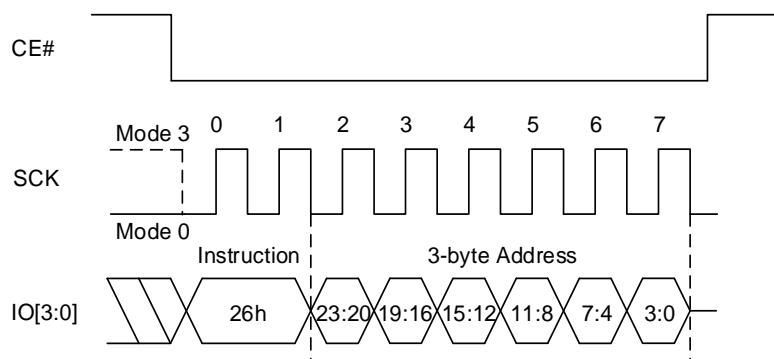 CE#
0 1 2 3 4 5 6 7
Mode 3
SCK
Mode 0
Instruction 3-byte Address
IO[3:0] 26h 23:20 19:16 15:12 11:8 7:4 3:0